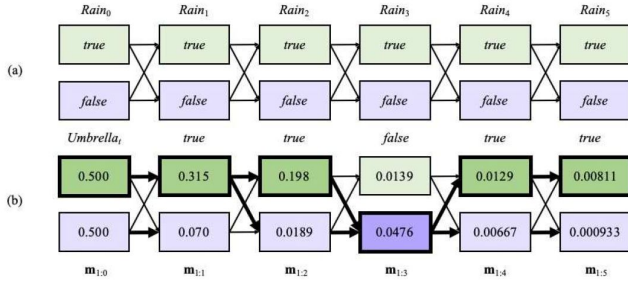 Rain0 Rain1 Rain2 Rain3 Rain4 Rain5
true true true true true true
(a)
false false false false false false
Umbrellat true true false true true
0.500 0.315 0.198 0.0139 0.0129 0.00811
(b)
0.500 0.070 0.0189 0.0476 0.00667 0.000933
m1:0 m1:1 m1:2 m1:3 m1:4 m1:5